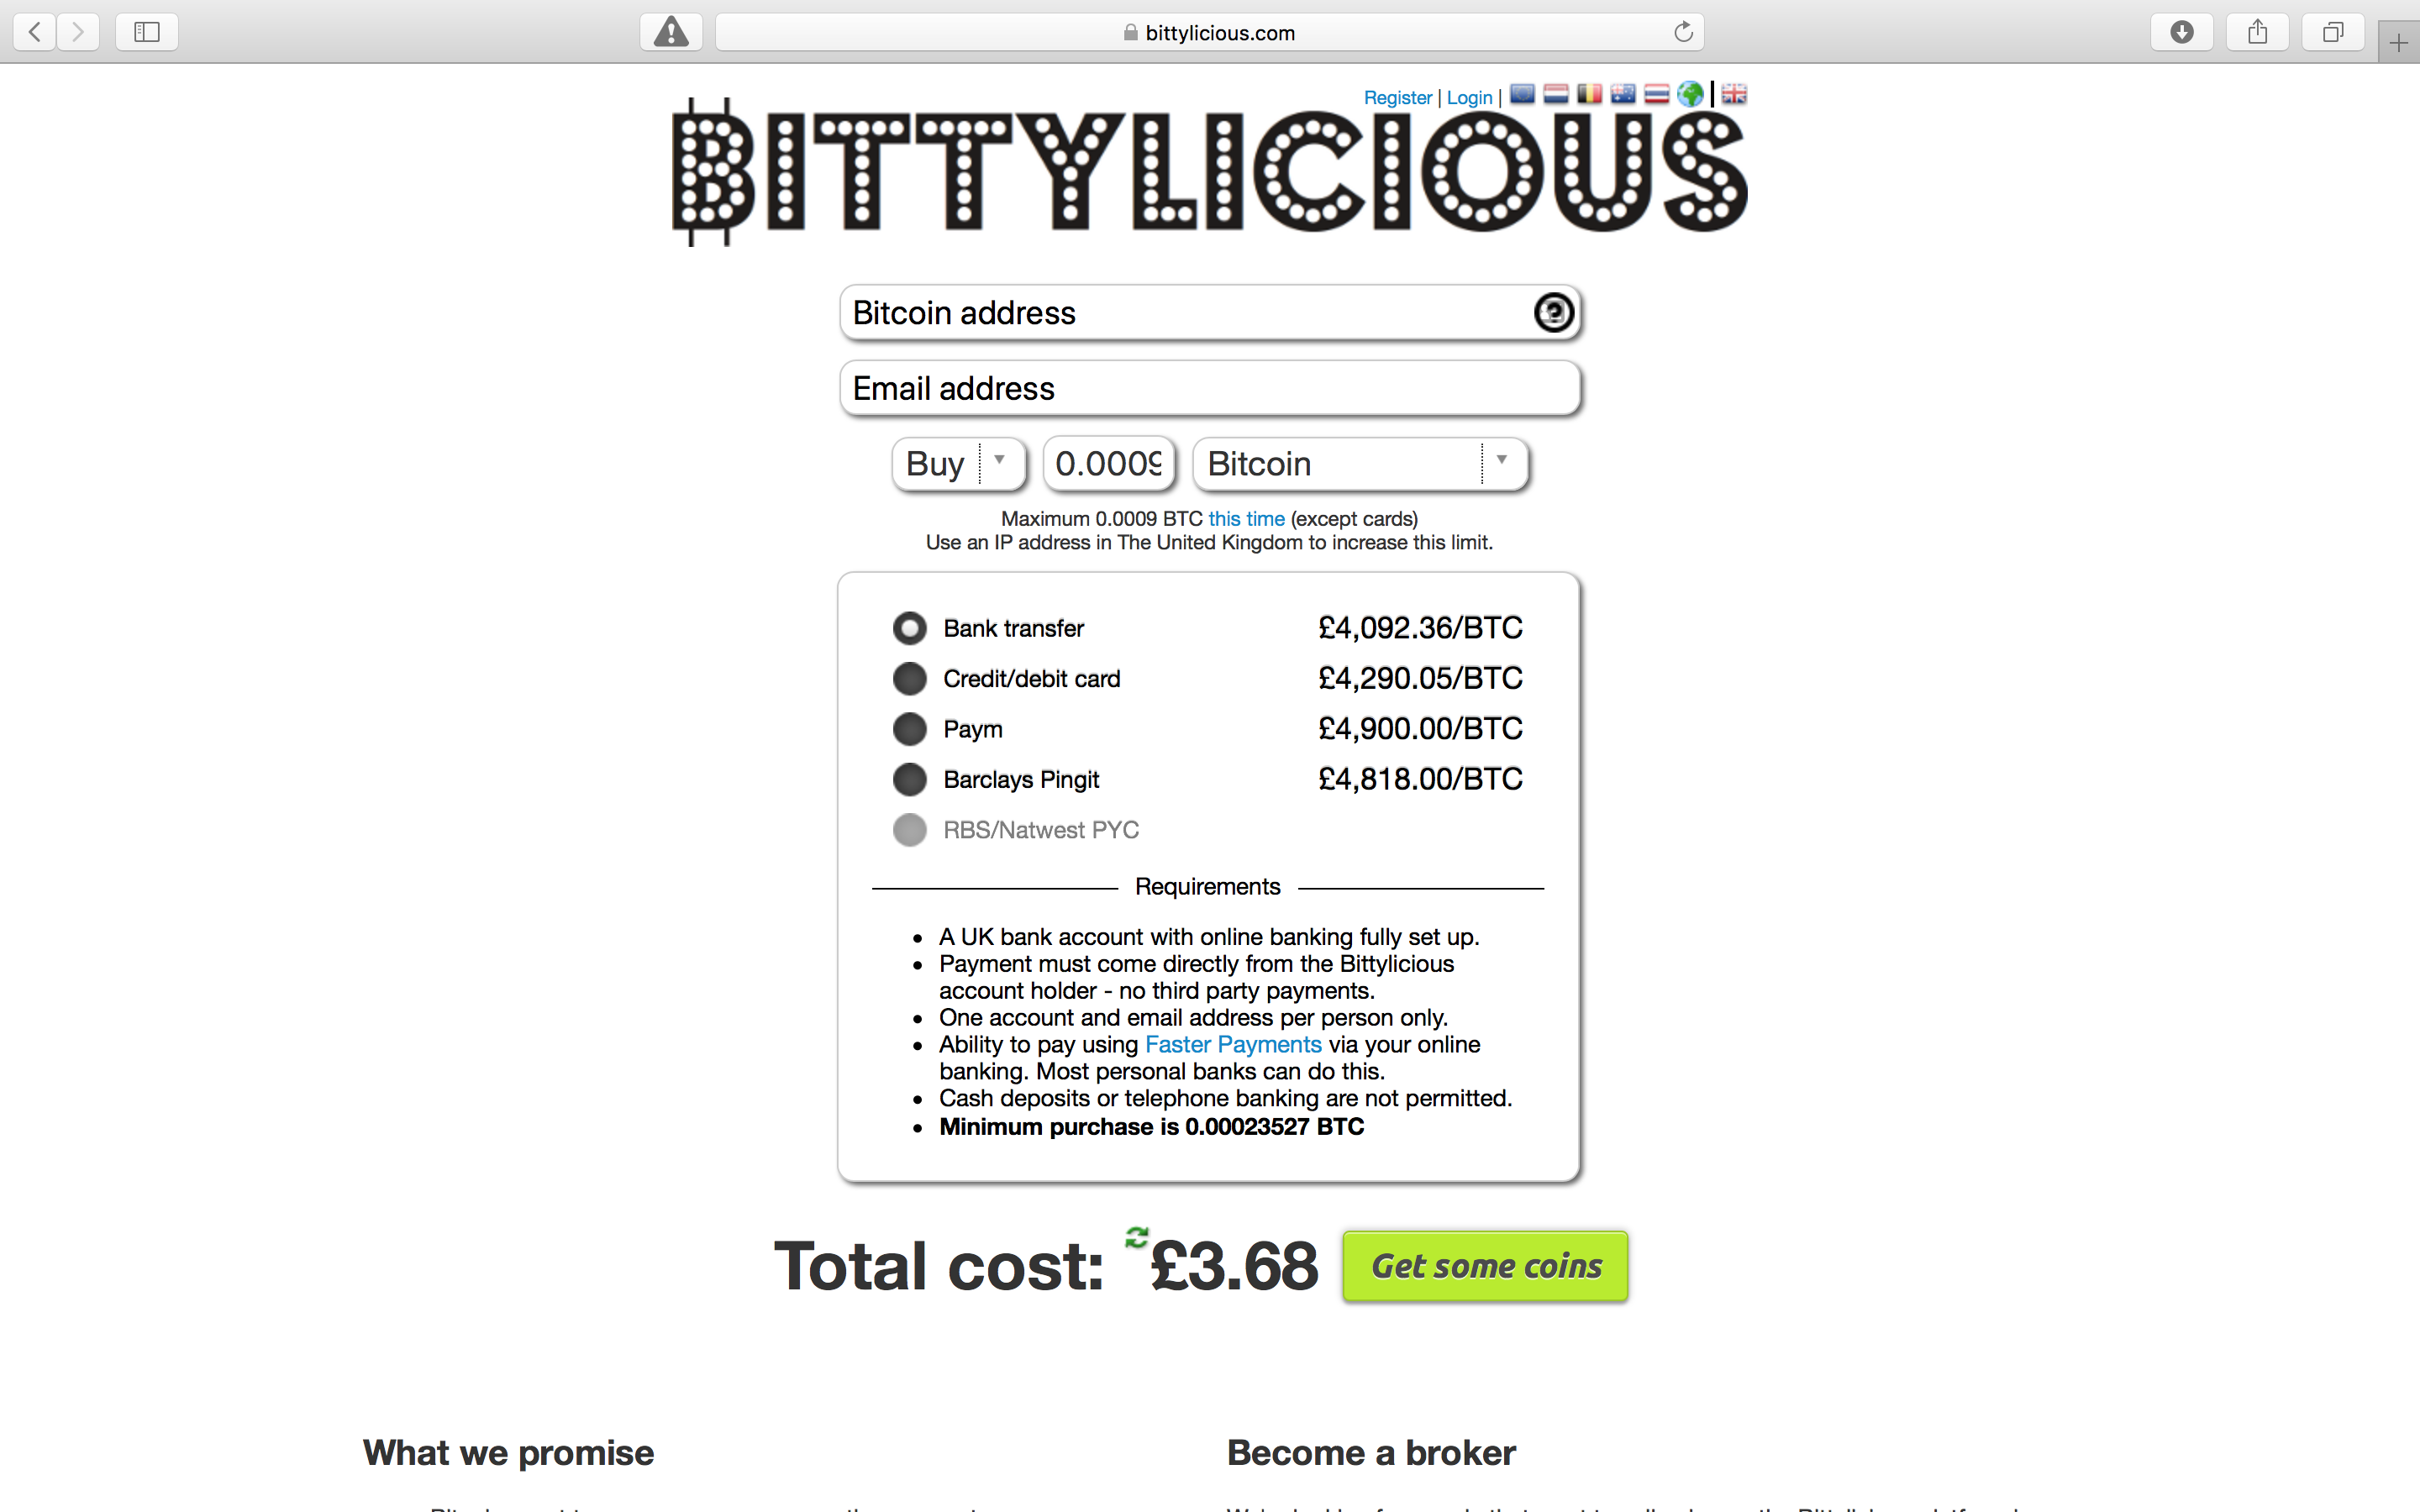 bittylicious.com
Register | Login |
BITTYLICIOUS
Bitcoin address
Email address
Buy 0.0009 Bitcoin
Maximum 0.0009 BTC this time (except cards)
Use an IP address in The United Kingdom to increase this limit.
Bank transfer £4,092.36/BTC
Credit/debit card £4,290.05/BTC
Paym £4,900.00/BTC
Barclays Pingit £4,818.00/BTC
RBS/Natwest PYC
Requirements
• A UK bank account with online banking fully set up.
• Payment must come directly from the Bittylicious
account holder - no third party payments.
• One account and email address per person only.
• Ability to pay using Faster Payments via your online
banking. Most personal banks can do this.
• Cash deposits or telephone banking are not permitted.
• Minimum purchase is 0.00023527 BTC
Total cost: £3.68 Get some coins
What we promise
Become a broker